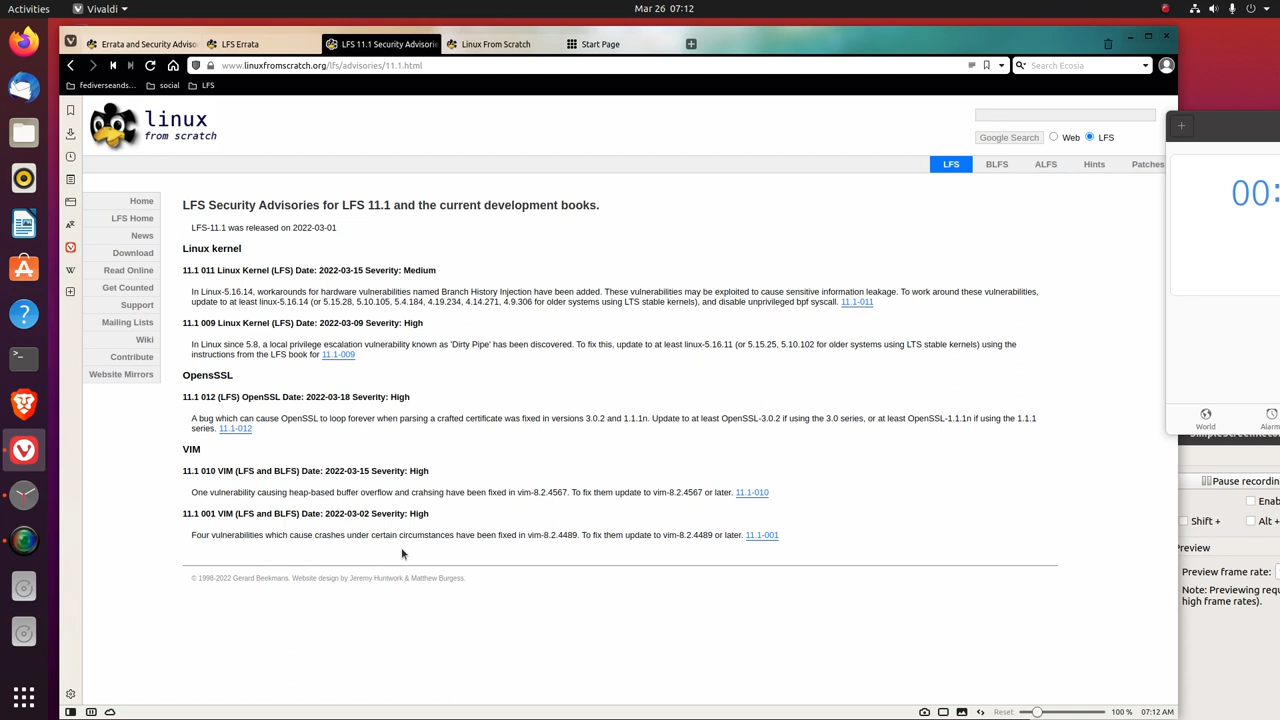 Activities
Vivaldi
Mar 26 07:12
Errata and Security Adviso
LFS Errata
LFS 11.1 Security Advisorie
Linux From Scratch
Start Page
www.linuxfromscratch.org/lfs/advisories/11.1.html
Search Ecosia
fediverseands...
social
LFS
linux
from scratch
Google Search
Web
LFS
LFS
BLFS
ALFS
Hints
Patches
Home
LFS Home
News
Download
Read Online
Get Counted
Support
Mailing Lists
Wiki
Contribute
Website Mirrors
LFS Security Advisories for LFS 11.1 and the current development books.
LFS-11.1 was released on 2022-03-01
Linux kernel
11.1 011 Linux Kernel (LFS) Date: 2022-03-15 Severity: Medium
In Linux-5.16.14, workarounds for hardware vulnerabilities named Branch History Injection have been added. These vulnerabilities may be exploited to cause sensitive information leakage. To work around these vulnerabilities,
update to at least linux-5.16.14 (or 5.15.28, 5.10.105, 5.4.184, 4.19.234, 4.14.271, 4.9.306 for older systems using LTS stable kernels), and disable unprivileged bpf syscall. 11.1-011
11.1 009 Linux Kernel (LFS) Date: 2022-03-09 Severity: High
In Linux since 5.8, a local privilege escalation vulnerability known as 'Dirty Pipe' has been discovered. To fix this, update to at least linux-5.16.11 (or 5.15.25, 5.10.102 for older systems using LTS stable kernels) using the
instructions from the LFS book for 11.1-009
OpensSSL
11.1 012 (LFS) OpenSSL Date: 2022-03-18 Severity: High
A bug which can cause OpenSSL to loop forever when parsing a crafted certificate was fixed in versions 3.0.2 and 1.1.1n. Update to at least OpenSSL-3.0.2 if using the 3.0 series, or at least OpenSSL-1.1.1n if using the 1.1.1
series. 11.1-012
VIM
11.1 010 VIM (LFS and BLFS) Date: 2022-03-15 Severity: High
One vulnerability causing heap-based buffer overflow and crahsing have been fixed in vim-8.2.4567. To fix them update to vim-8.2.4567 or later. 11.1-010
11.1 001 VIM (LFS and BLFS) Date: 2022-03-02 Severity: High
Four vulnerabilities which cause crashes under certain circumstances have been fixed in vim-8.2.4489. To fix them update to vim-8.2.4489 or later. 11.1-001
© 1998-2022 Gerard Beekmans. Website design by Jeremy Huntwork & Matthew Burgess.
00:
World
Alarm
Pause recordin
Enab
Shift +
Alt +
Preview
Preview frame rate:
Note: Previewing requ
high frame rates).
Reset
100 %
07:12 AM